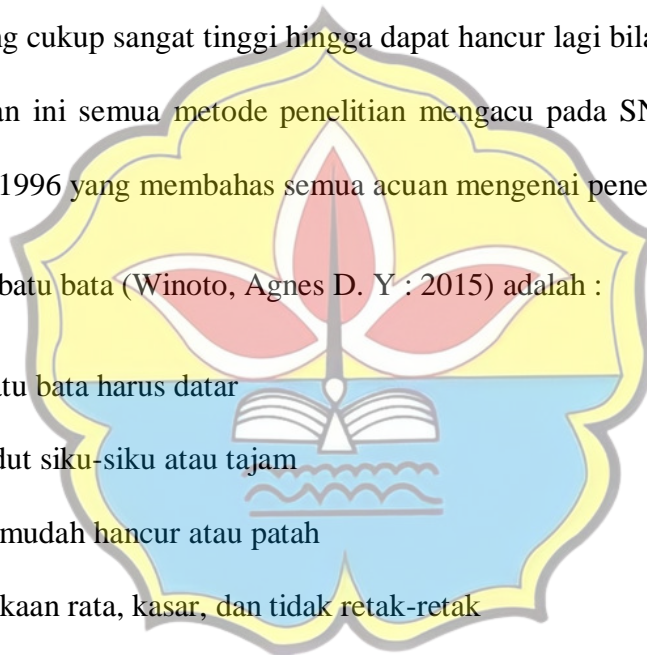 ng cukup sangat tinggi hingga dapat hancur lagi bila
an ini semua metode penelitian mengacu pada SN
1996 yang membahas semua acuan mengenai pene
batu bata (Winoto, Agnes D. Y : 2015) adalah :
tu bata harus datar
dut siku-siku atau tajam
mudah hancur atau patah
kaan rata, kasar, dan tidak retak-retak